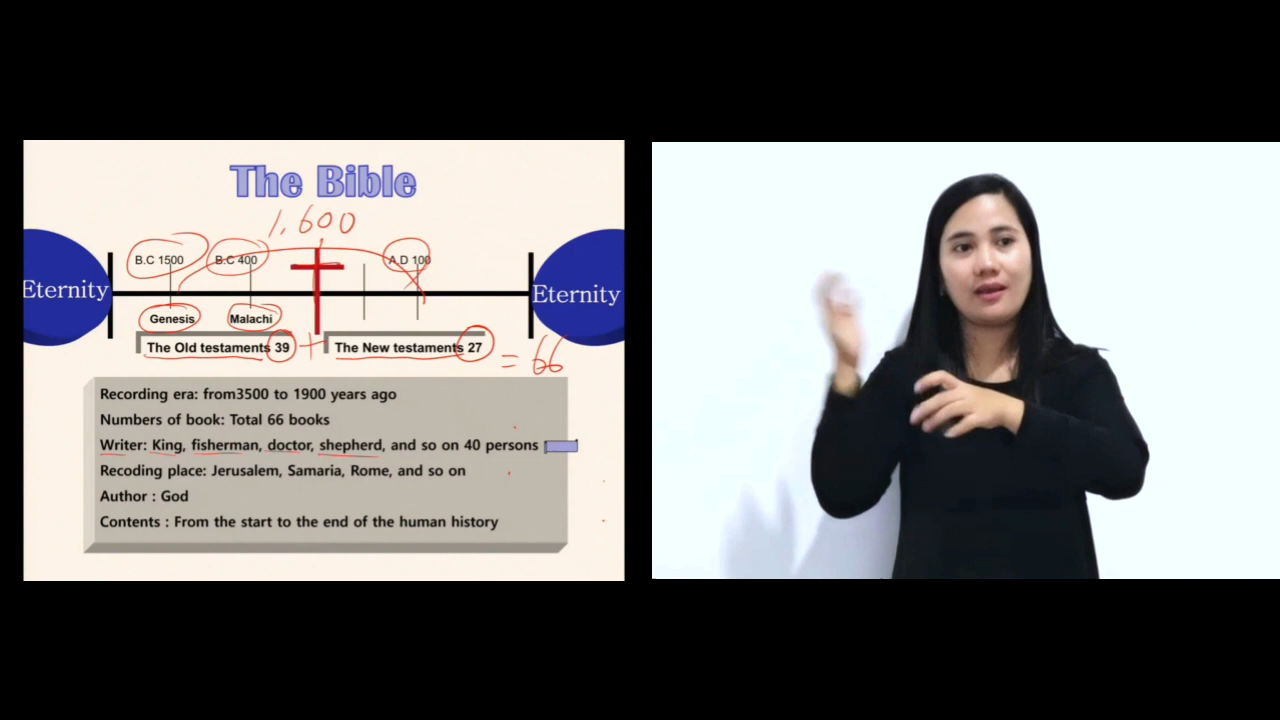 The Bible
1,600
B.C 1500 B.C 400 A.D 100
Eternity Eternity
Genesis Malachi
The Old testaments 39 + The New testaments 27 = 66
Recording era: from3500 to 1900 years ago
Numbers of book: Total 66 books
Writer: King, fisherman, doctor, shepherd, and so on 40 persons
Recoding place: Jerusalem, Samaria, Rome, and so on
Author : God
Contents : From the start to the end of the human history